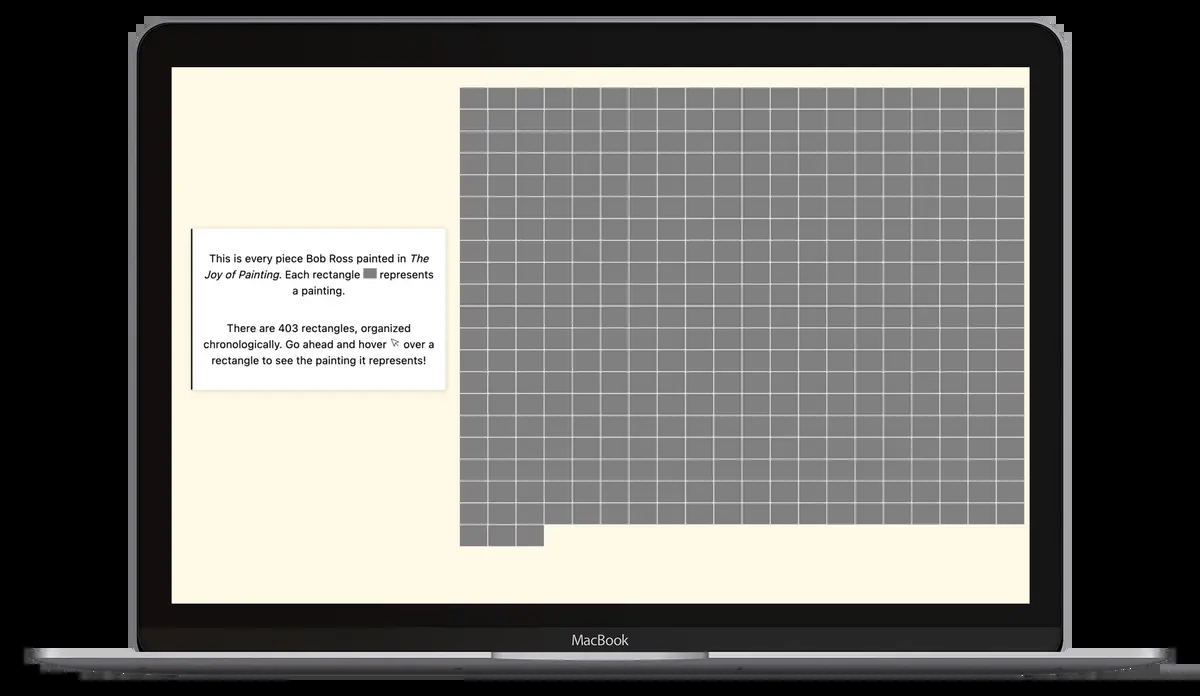 This is every piece Bob Ross painted in The
Joy of Painting. Each rectangle represents
a painting.
There are 403 rectangles, organized
chronologically. Go ahead and hover over a
rectangle to see the painting it represents!
MacBook